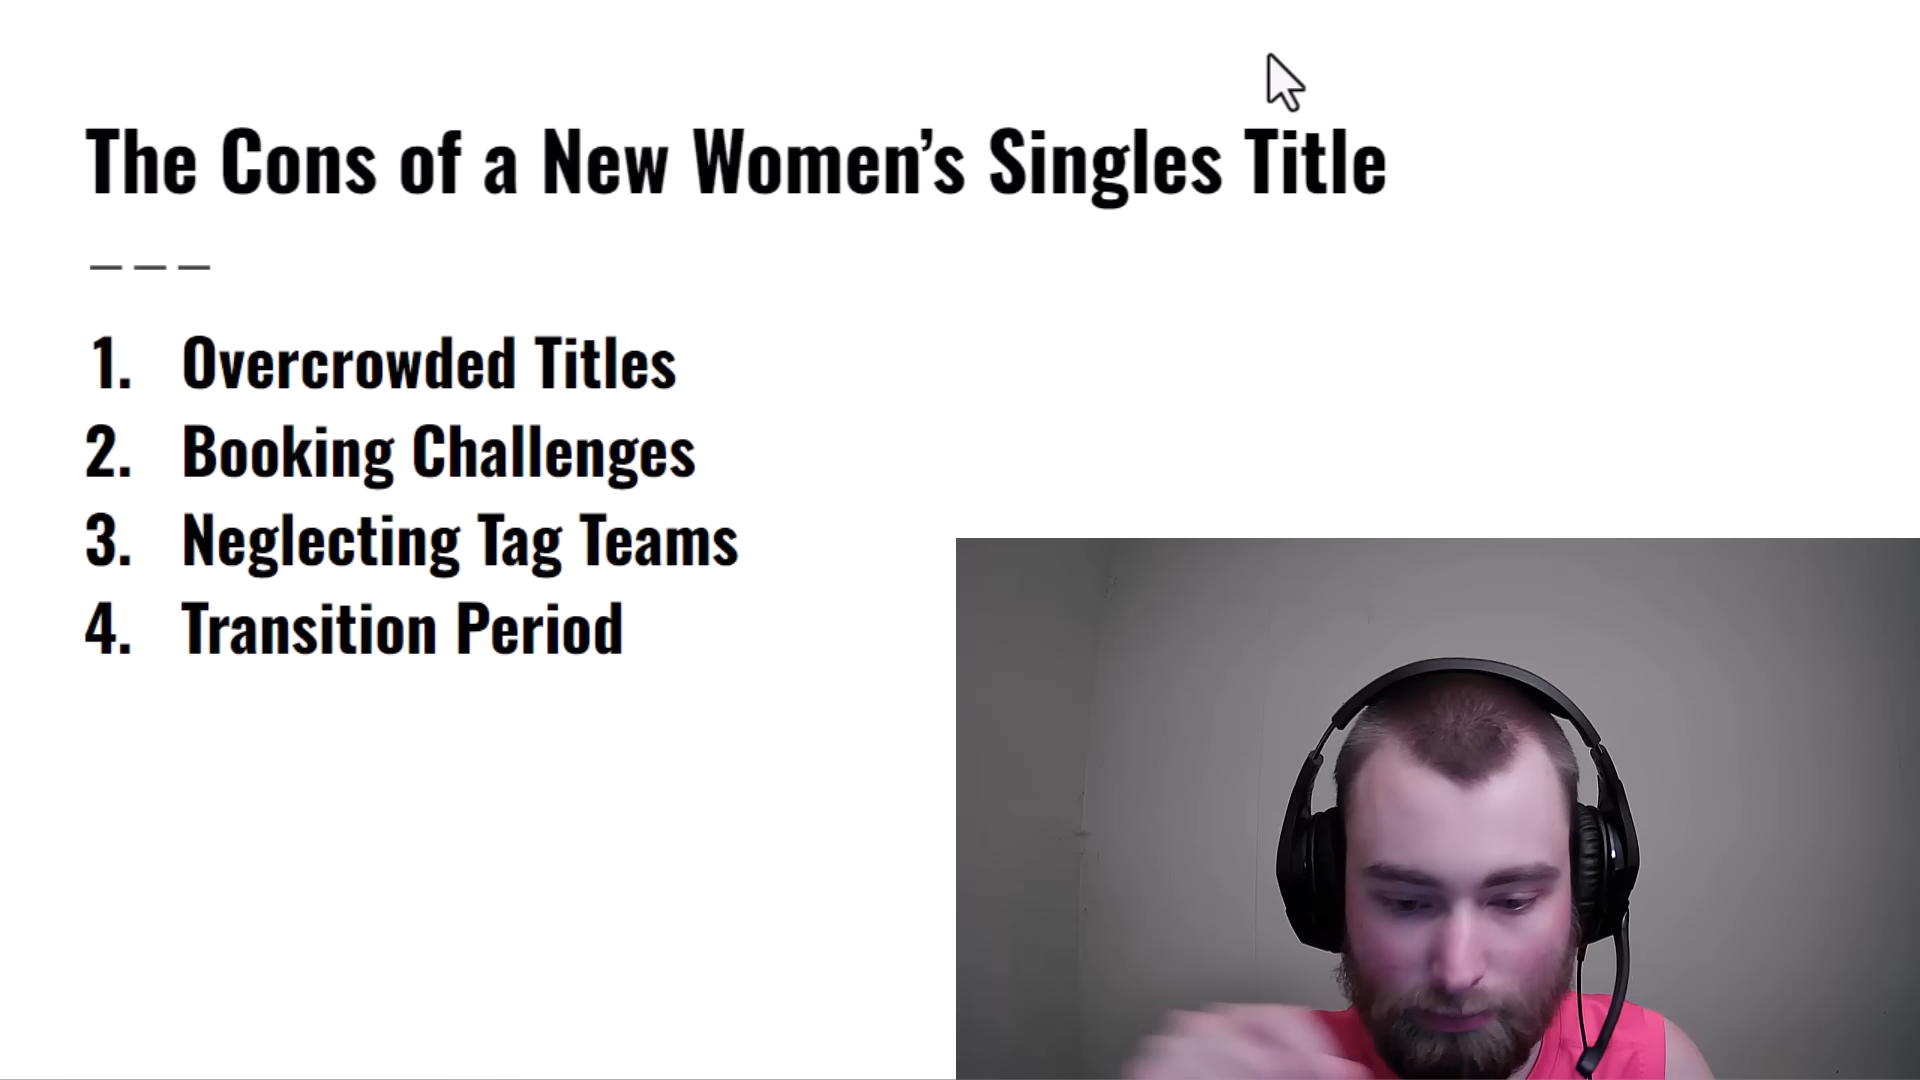 The Cons of a New Women’s Singles Title
1. Overcrowded Titles
2. Booking Challenges
3. Neglecting Tag Teams
4. Transition Period